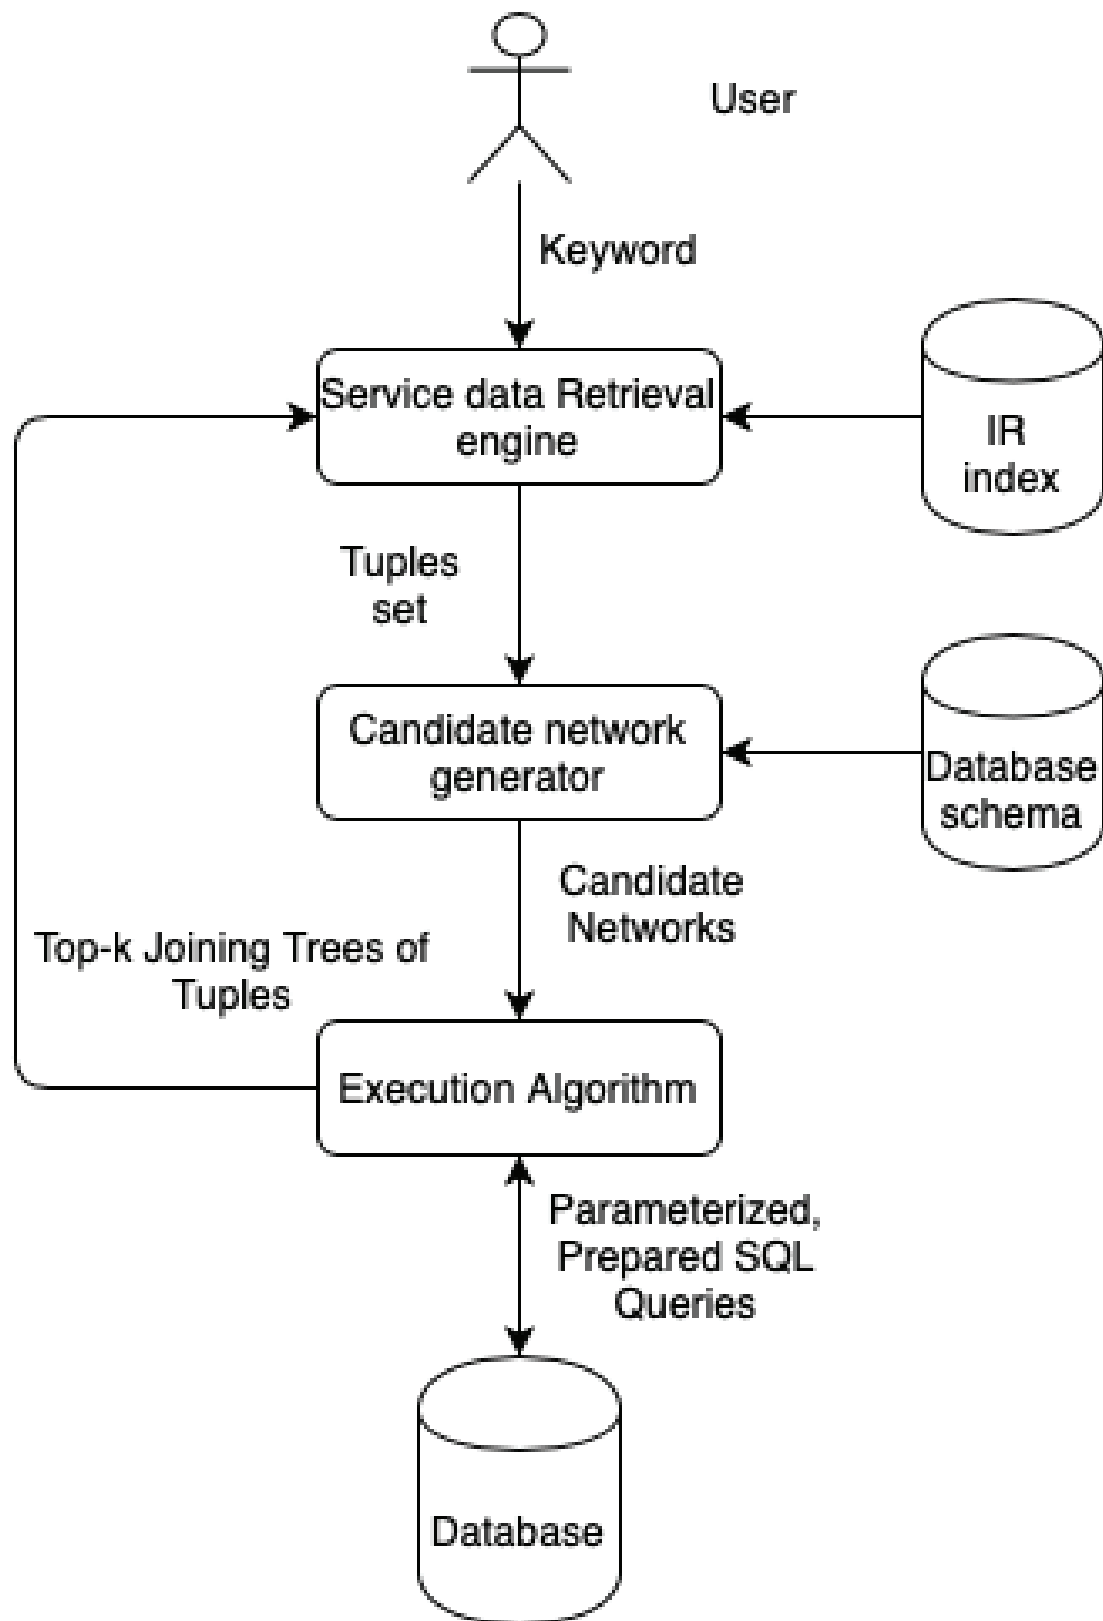 User
Keyword
Service data Retrieval
engine
IR
index
Tuples
set
Candidate network
generator
Database
schema
Candidate
Networks
Top-k Joining Trees of
Tuples
Execution Algorithm
Parameterized,
Prepared SQL
Queries
Database